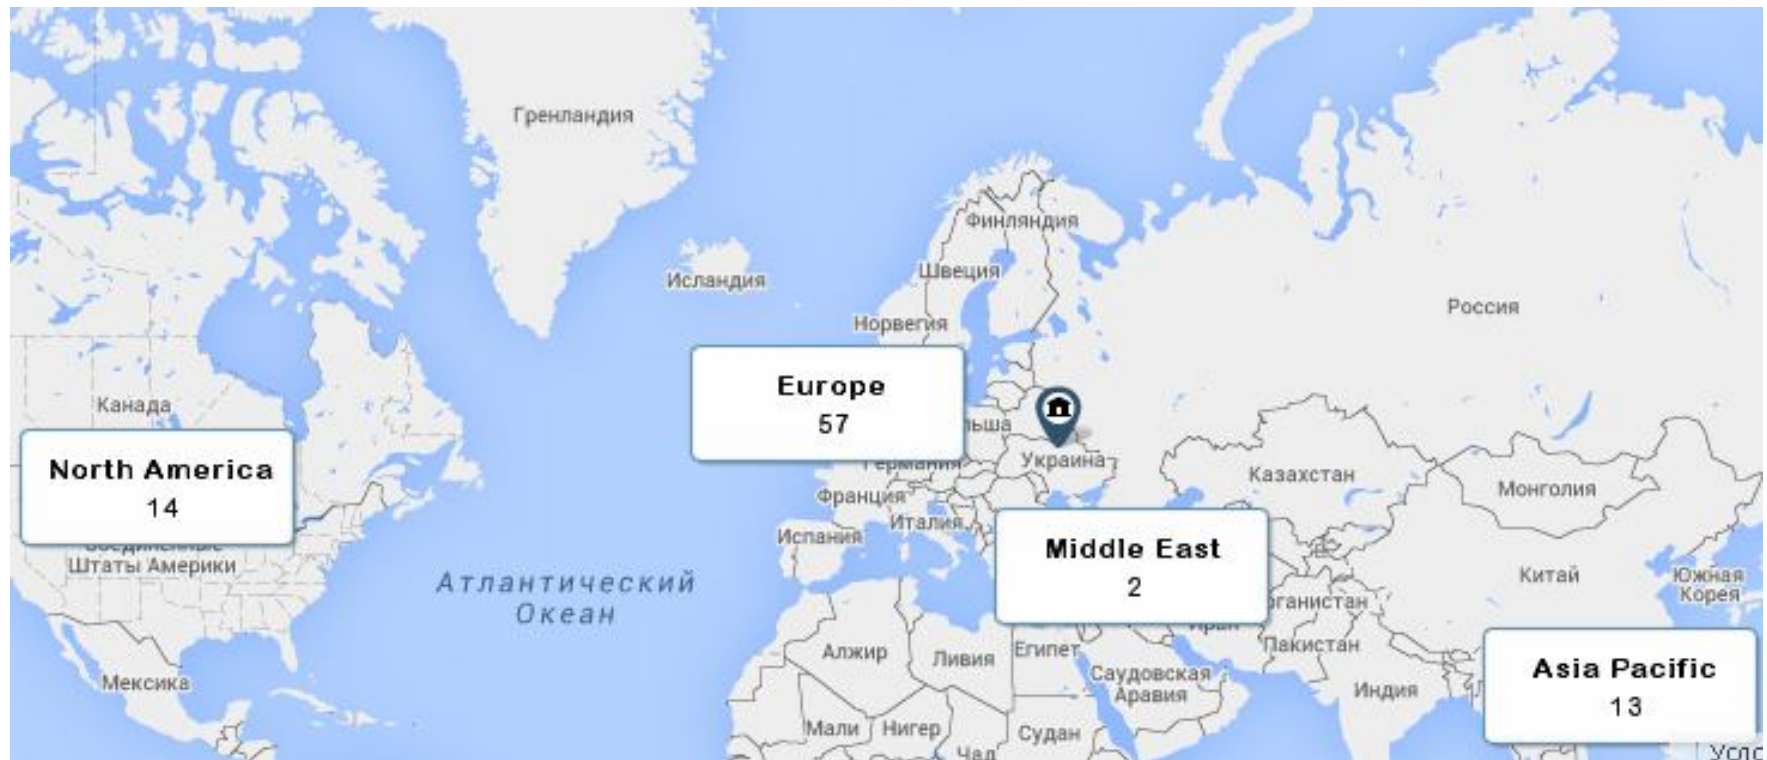 Гренландия
Финляндия
Швеция
Исландия
Россия
Норвегия
Europe
57
Канада
Украина
North America
14
Германия
Казахстан
Монголия
Франция
Италия
Испания
Middle East
2
Штаты Америки
Китай
Южная
Корея
Атлантический
Океан
Пакистан
Алжир
Ливия
Египет
Саудовская
Аравия
Индия
Asia Pacific
13
Мексика
Мали
Нигер
Судан
Чад